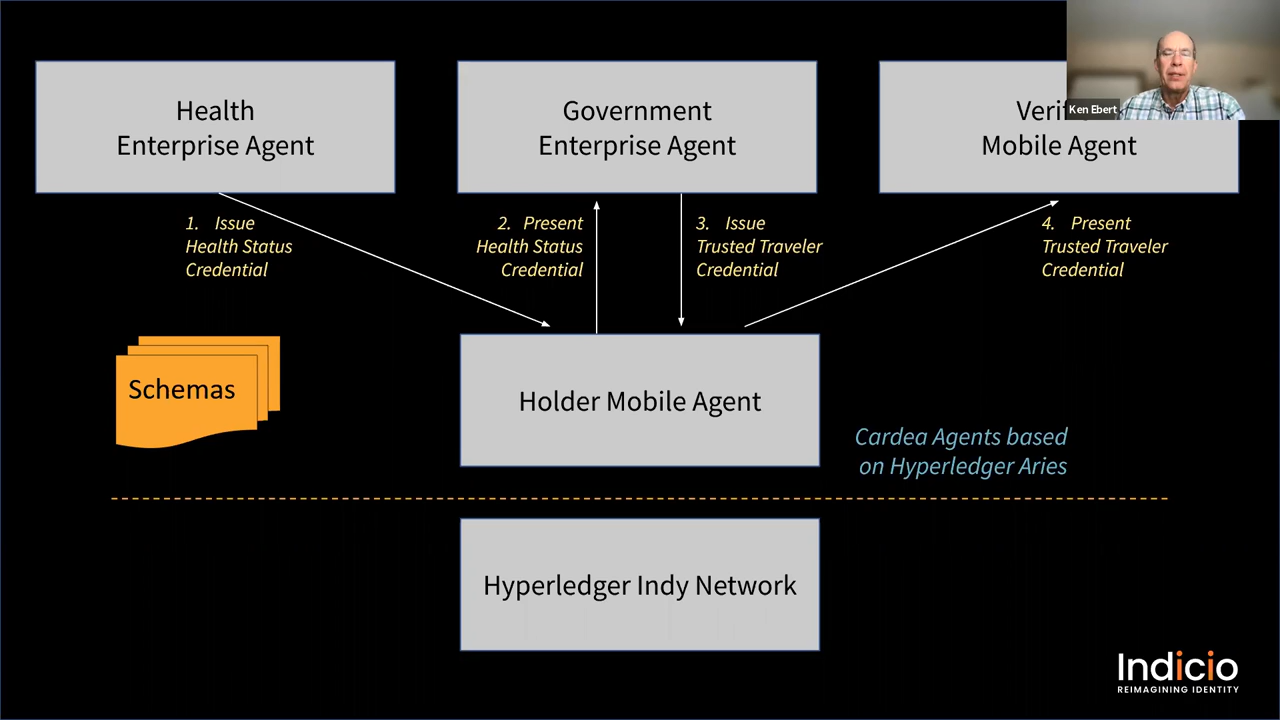 Health
Enterprise Agent
Government
Enterprise Agent
Mobile Agent
Ken Ebert
1. Issue
Health Status
Credential
2. Present
Health Status
Credential
3. Issue
Trusted Traveler
Credential
4. Present
Trusted Traveler
Credential
Schemas
Holder Mobile Agent
Cardea Agents based
on Hyperledger Aries
Hyperledger Indy Network
Indicio
REIMAGINING IDENTITY